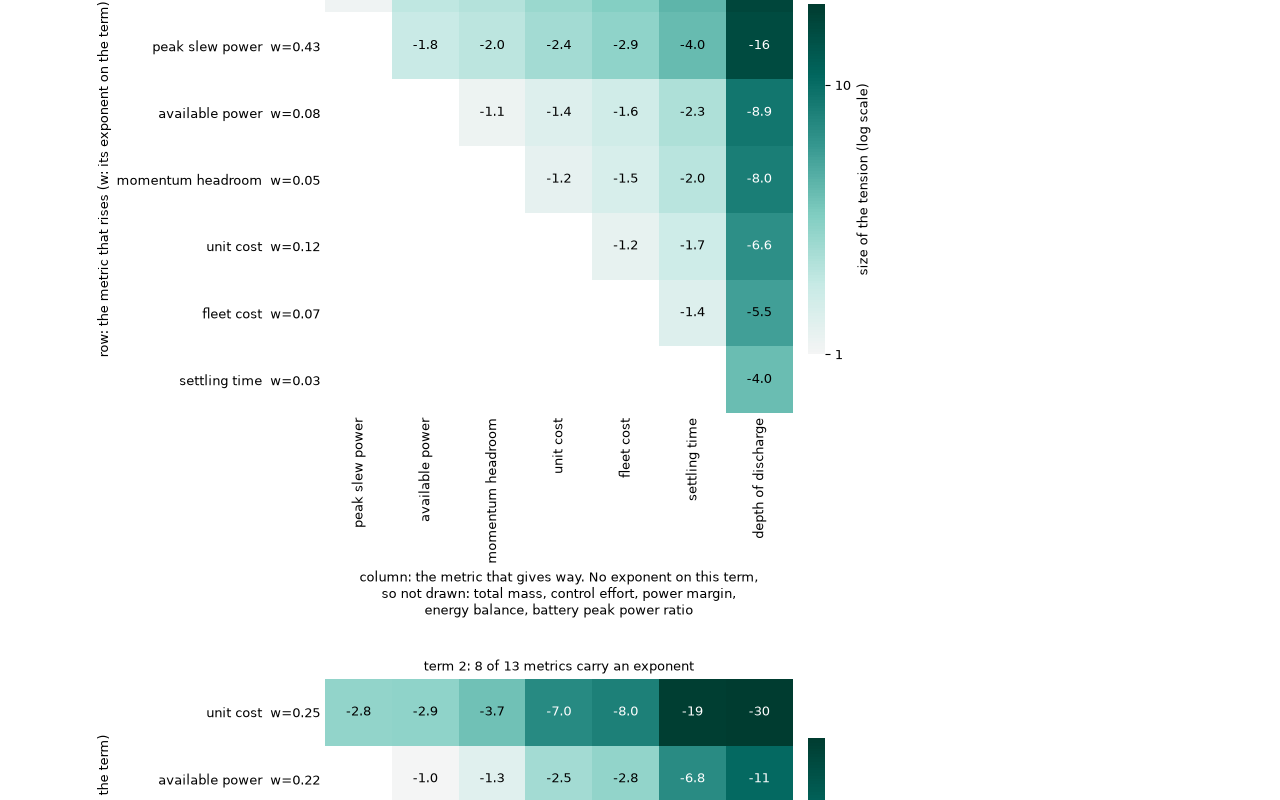 peak slew power w=0.43 -1.8 -2.0 -2.4 -2.9 -4.0 -16
available power w=0.08 -1.1 -1.4 -1.6 -2.3 -8.9
momentum headroom w=0.05 -1.2 -1.5 -2.0 -8.0
unit cost w=0.12 -1.2 -1.7 -6.6
fleet cost w=0.07 -1.4 -5.5
settling time w=0.03 -4.0
row: the metric that rises (w: its exponent on the term)
10
1
size of the tension (log scale)
peak slew power
available power
momentum headroom
unit cost
fleet cost
settling time
depth of discharge
column: the metric that gives way. No exponent on this term,
so not drawn: total mass, control effort, power margin,
energy balance, battery peak power ratio
term 2: 8 of 13 metrics carry an exponent
unit cost w=0.25 -2.8 -2.9 -3.7 -7.0 -8.0 -19 -30
available power w=0.22 -1.0 -1.3 -2.5 -2.8 -6.8 -11
the term)